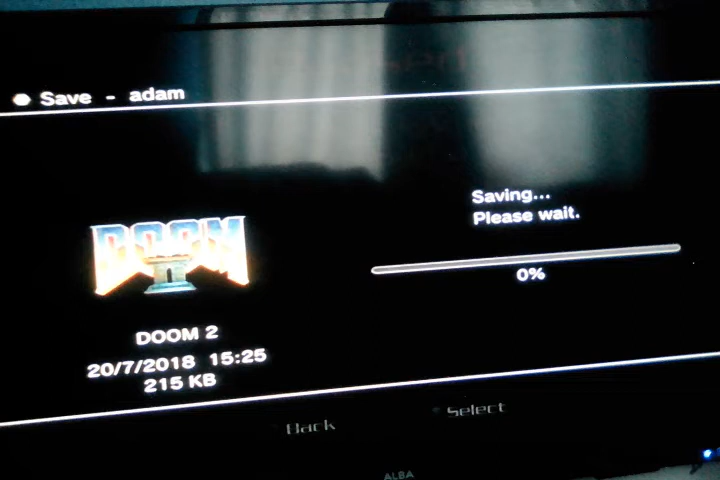 Save - adam
Saving...
Please wait.
0%
DOOM
II
DOOM 2
20/7/2018 15:25
215 KB
Back
Select
ALBA